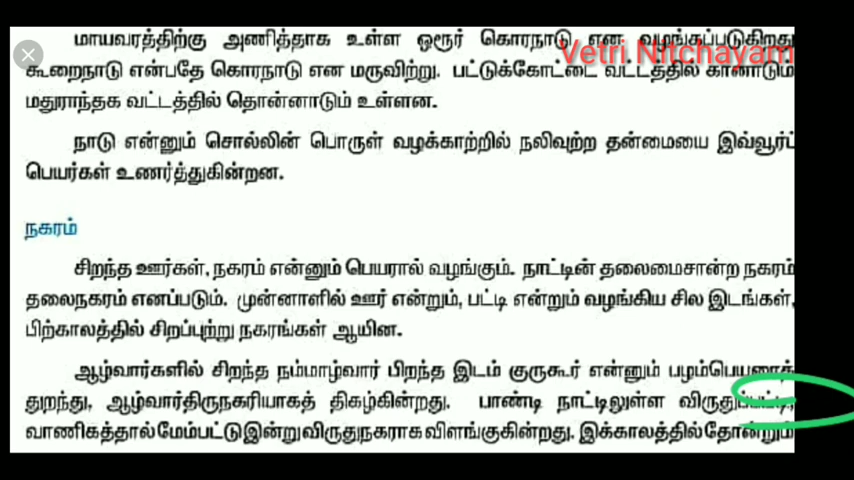 மாயவரத்திற்கு அணித்தாக உள்ள ஒரூர் கொரநாடு என வழங்கப்படுகிறது
Vetri Nitchayam
கூறைநாடு என்பதே கொரநாடு என மருவிற்று. பட்டுக்கோட்டை வட்டத்தில் கானாடும்
மதுராந்தக வட்டத்தில் தொன்னாடும் உள்ளன.
நாடு என்னும் சொல்லின் பொருள் வழக்காற்றில் நலிவுற்ற தன்மையை இவ்வூர்ப்
பெயர்கள் உணர்த்துகின்றன.
நகரம்
சிறந்த ஊர்கள், நகரம் என்னும் பெயரால் வழங்கும். நாட்டின் தலைமைசான்ற நகரம்
தலைநகரம் எனப்படும். முன்னாளில் ஊர் என்றும், பட்டி என்றும் வழங்கிய சில இடங்கள்,
பிற்காலத்தில் சிறப்புற்று நகரங்கள் ஆயின.
ஆழ்வார்களில் சிறந்த நம்மாழ்வார் பிறந்த இடம் குருகூர் என்னும் பழம்பெயரைத்
துறந்து, ஆழ்வார்திருநகரியாகத் திகழ்கின்றது. பாண்டி நாட்டிலுள்ள விருதுப்பட்டி,
வாணிகத்தால் மேம்பட்டு இன்று விருதுநகராக விளங்குகின்றது. இக்காலத்தில் தோன்றும்